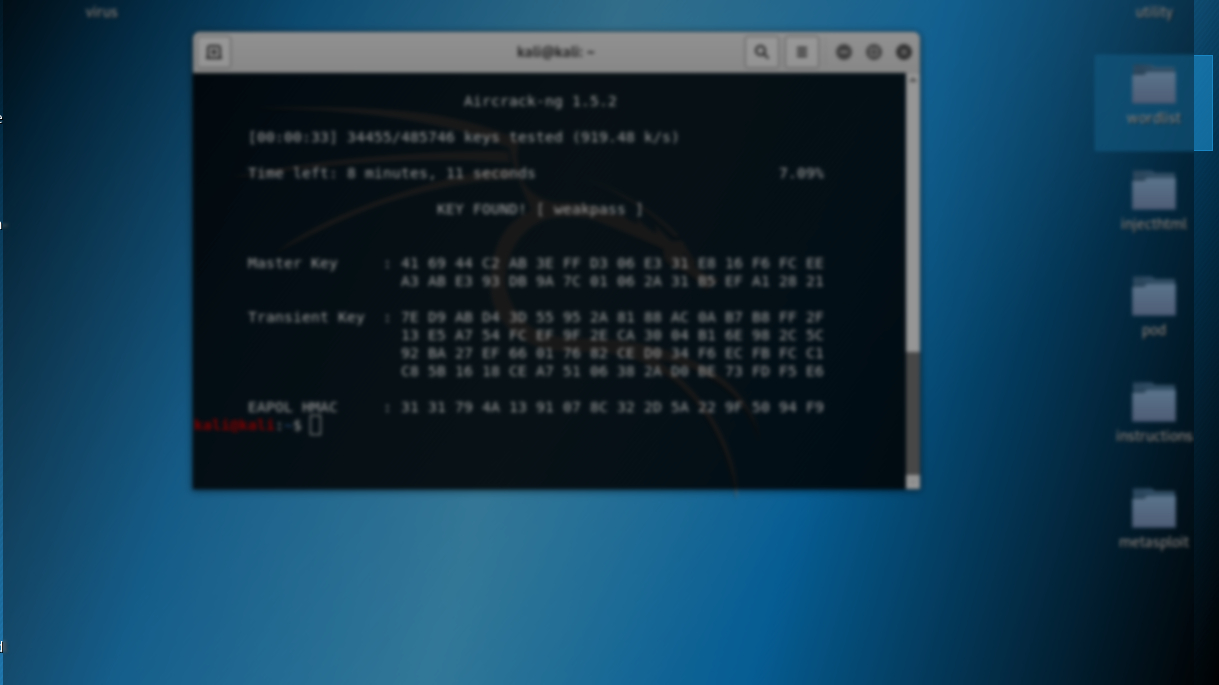 virus
utility
kali@kali: ~
Aircrack-ng 1.5.2
[00:00:33] 34455/485746 keys tested (919.48 k/s)
Time left: 8 minutes, 11 seconds 7.09%
KEY FOUND! [ weakpass ]
Master Key : 41 69 44 C2 AB 3E FF D3 06 E3 31 E8 16 F6 FC EE
A3 AB E3 93 DB 9A 7C 01 06 2A 31 B5 EF A1 28 21
Transient Key : 7E D9 AB D4 3D 55 95 2A 81 88 AC 0A B7 B8 FF 2F
13 E5 A7 54 FC EF 9F 2E CA 30 04 B1 6E 98 2C 5C
92 BA 27 EF 66 01 76 82 CE D0 34 F6 EC FB FC C1
C8 5B 16 18 CE A7 51 06 38 2A D0 BE 73 FD F5 E6
EAPOL HMAC : 31 31 79 4A 13 91 07 8C 32 2D 5A 22 9F 50 94 F9
kali@kali:~$
wordlist
injecthtml
pod
instructions
metasploit